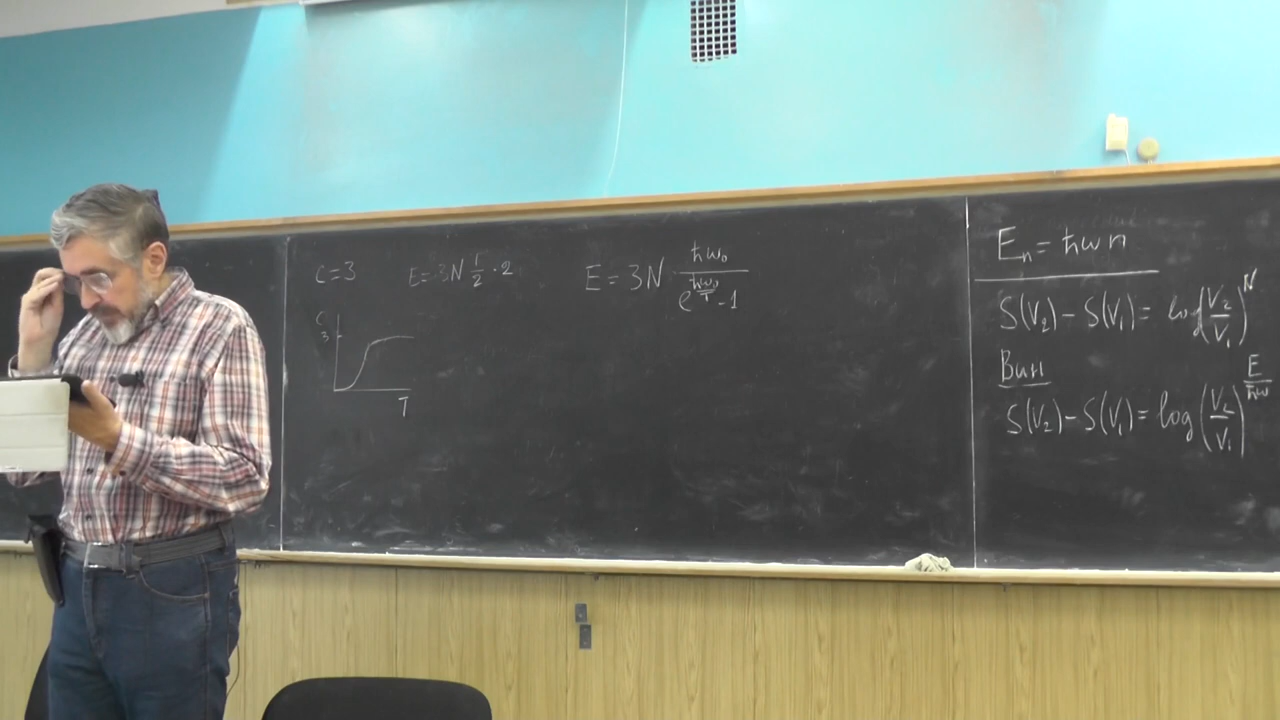 c=3
E=3N T/2 · 2
E=3N · ħω₀ / (e^(ħω₀/T) - 1)
c
3
T
Eₙ=ħωn
S(V₂)-S(V₁)= log(V₂/V₁)^N
Вин
S(V₂)-S(V₁)=log(V₂/V₁)^(E/ħω)